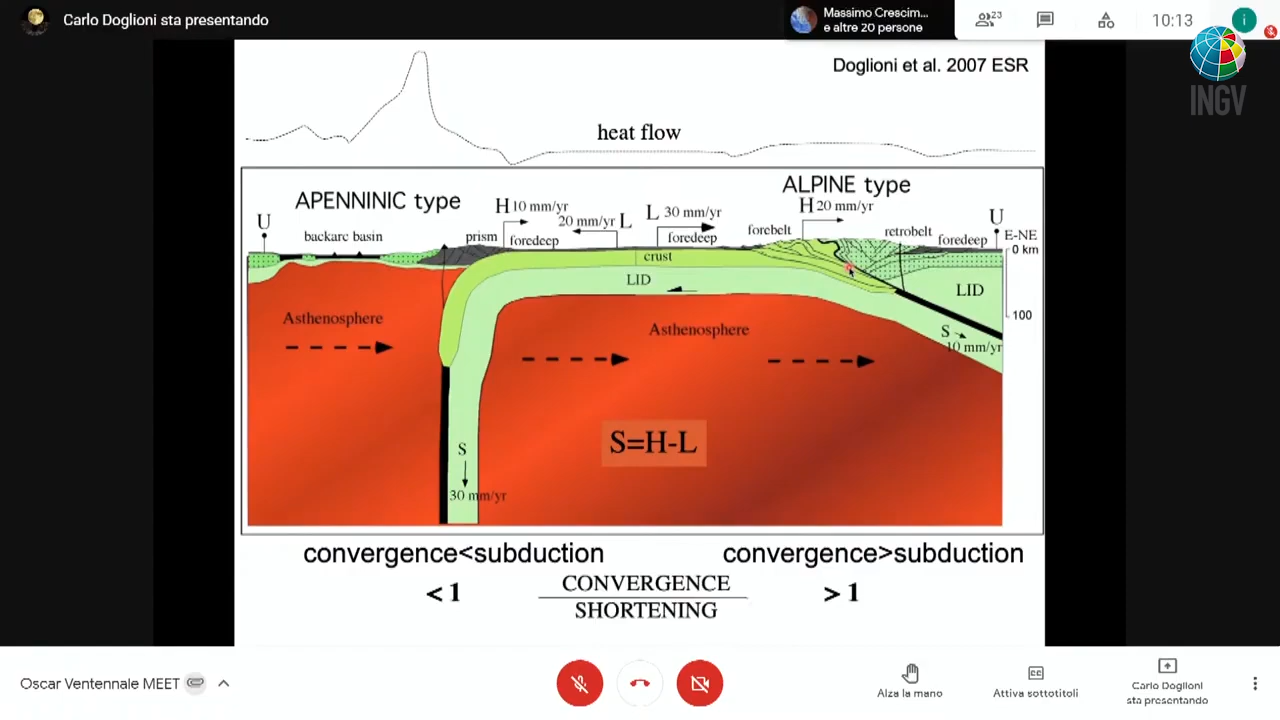 Carlo Doglioni sta presentando
Massimo Crescim...
e altre 20 persone
23
10:13
i
INGV
Doglioni et al. 2007 ESR
heat flow
APENNINIC type
ALPINE type
U
backarc basin
prism
H 10 mm/yr
foredeep
20 mm/yr L
L 30 mm/yr
foredeep
forebelt
H 20 mm/yr
retrobelt
foredeep
U
E-NE
0 km
crust
LID
LID
100
Asthenosphere
Asthenosphere
S
10 mm/yr
S=H-L
S
30 mm/yr
convergence<subduction
convergence>subduction
< 1
CONVERGENCE
SHORTENING
> 1
Oscar Ventennale MEET
Alza la mano
Attiva sottotitoli
Carlo Doglioni
sta presentando